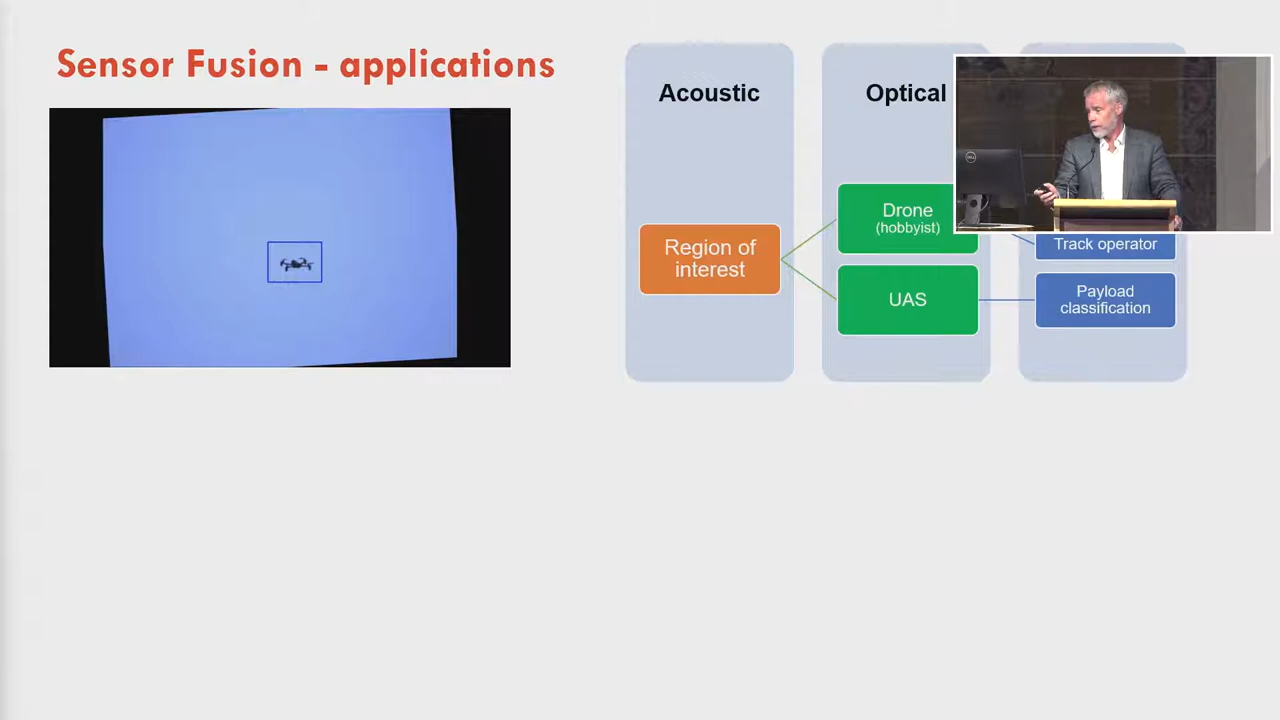 Sensor Fusion - applications
Acoustic
Optical
Region of
interest
Drone
(hobbyist)
UAS
Track operator
Payload
classification